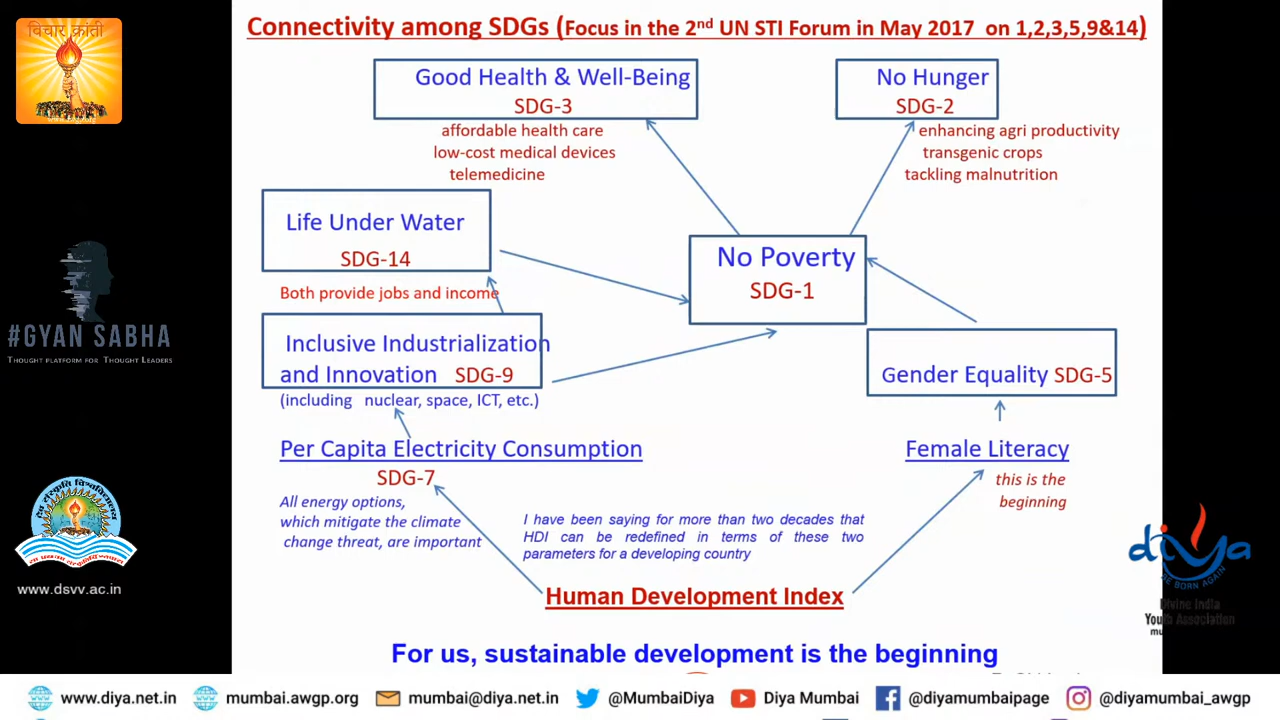 विचार क्रांती
www.awgp.org
Connectivity among SDGs (Focus in the 2nd UN STI Forum in May 2017 on 1,2,3,5,9&14)
Good Health & Well-Being
SDG-3
affordable health care
low-cost medical devices
telemedicine
No Hunger
SDG-2
enhancing agri productivity
transgenic crops
tackling malnutrition
Life Under Water
SDG-14
Both provide jobs and income
No Poverty
SDG-1
#GYAN SABHA
THOUGHT PLATFORM FOR THOUGHT LEADERS
Inclusive Industrialization
and Innovation SDG-9
(including nuclear, space, ICT, etc.)
Gender Equality SDG-5
Per Capita Electricity Consumption
SDG-7
All energy options,
which mitigate the climate
change threat, are important
Female Literacy
this is the
beginning
I have been saying for more than two decades that
HDI can be redefined in terms of these two
parameters for a developing country
Human Development Index
For us, sustainable development is the beginning
www.dsvv.ac.in
diya
TO BE BORN AGAIN
Divine India
Youth Association
www.diya.net.in mumbai.awgp.org mumbai@diya.net.in @MumbaiDiya Diya Mumbai @diyamumbaipage @diyamumbai_awgp